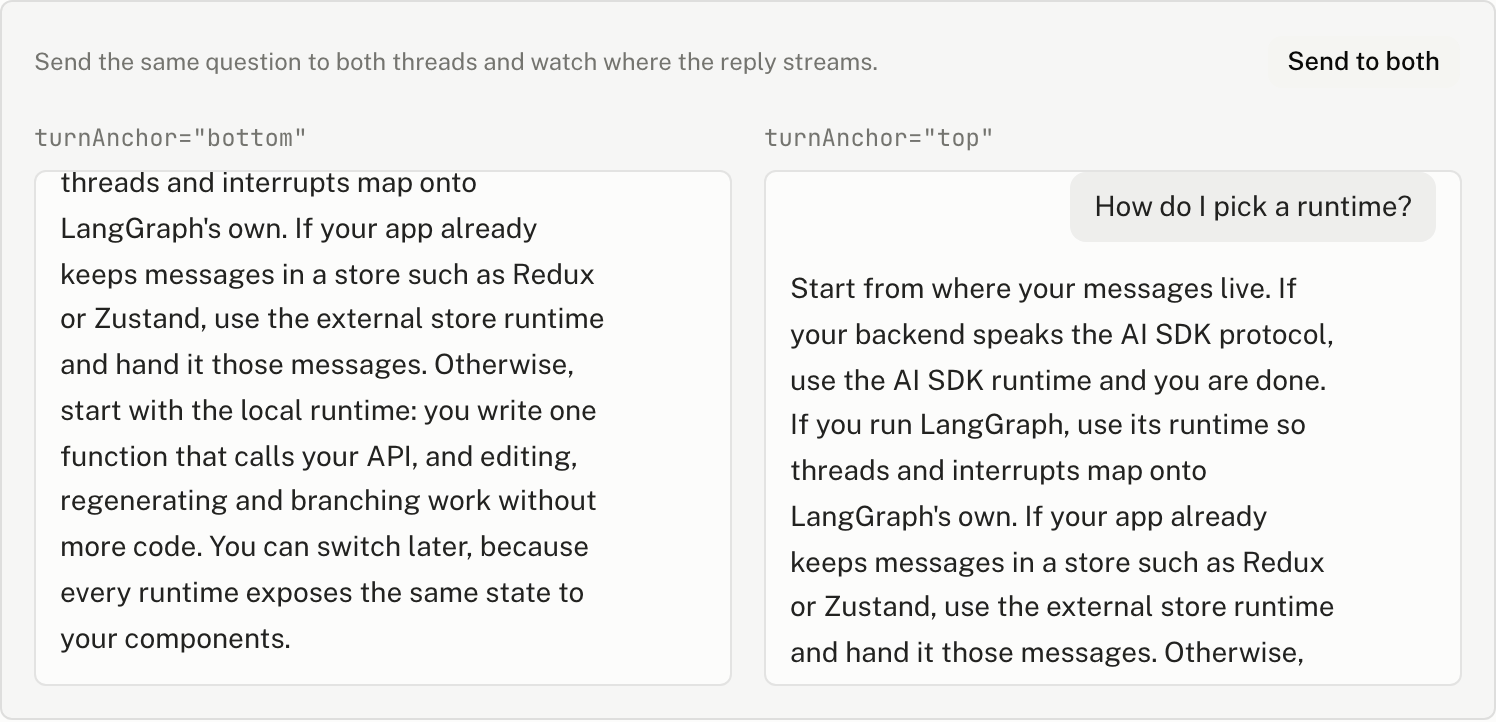 Send the same question to both threads and watch where the reply streams.
Send to both
turnAnchor="bottom"
threads and interrupts map onto
LangGraph's own. If your app already
keeps messages in a store such as Redux
or Zustand, use the external store runtime
and hand it those messages. Otherwise,
start with the local runtime: you write one
function that calls your API, and editing,
regenerating and branching work without
more code. You can switch later, because
every runtime exposes the same state to
your components.
turnAnchor="top"
How do I pick a runtime?
Start from where your messages live. If
your backend speaks the AI SDK protocol,
use the AI SDK runtime and you are done.
If you run LangGraph, use its runtime so
threads and interrupts map onto
LangGraph's own. If your app already
keeps messages in a store such as Redux
or Zustand, use the external store runtime
and hand it those messages. Otherwise,